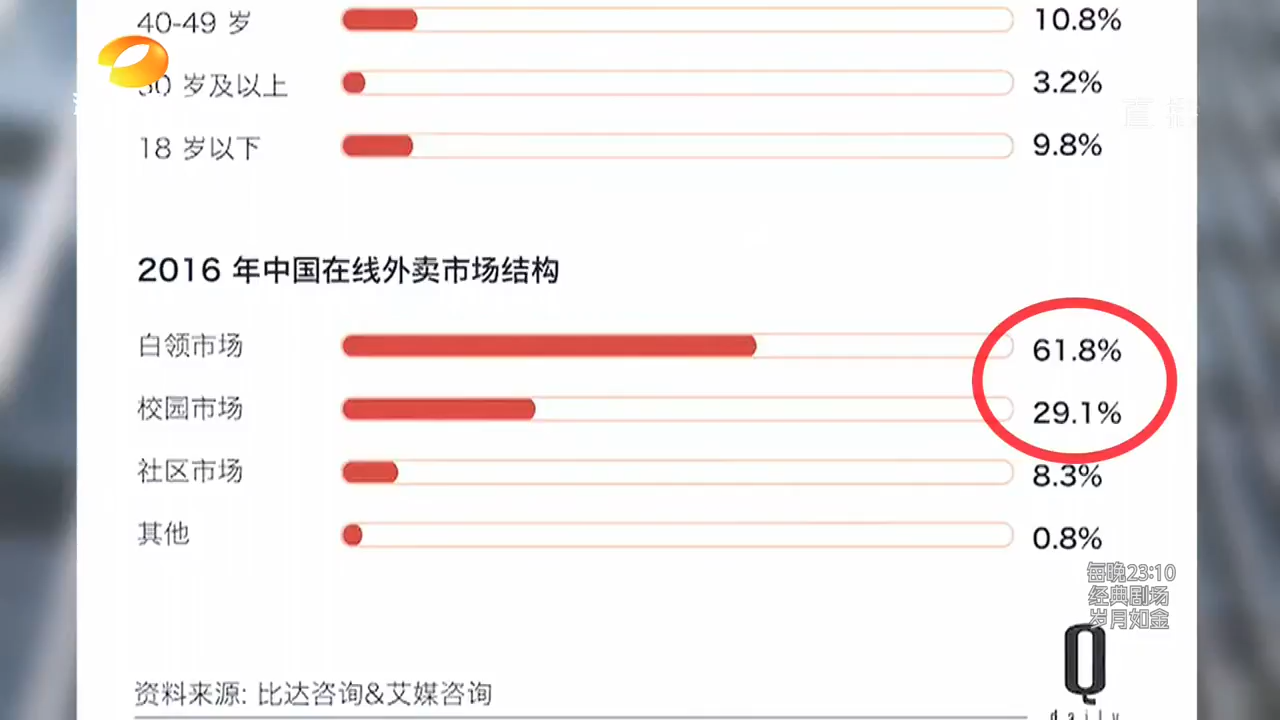 40-49 岁
10.8%
50 岁及以上
3.2%
18 岁以下
9.8%
直播
2016 年中国在线外卖市场结构
白领市场
61.8%
校园市场
29.1%
社区市场
8.3%
其他
0.8%
每晚23:10
经典剧场
岁月如金
资料来源: 比达咨询&艾媒咨询
Q
daily